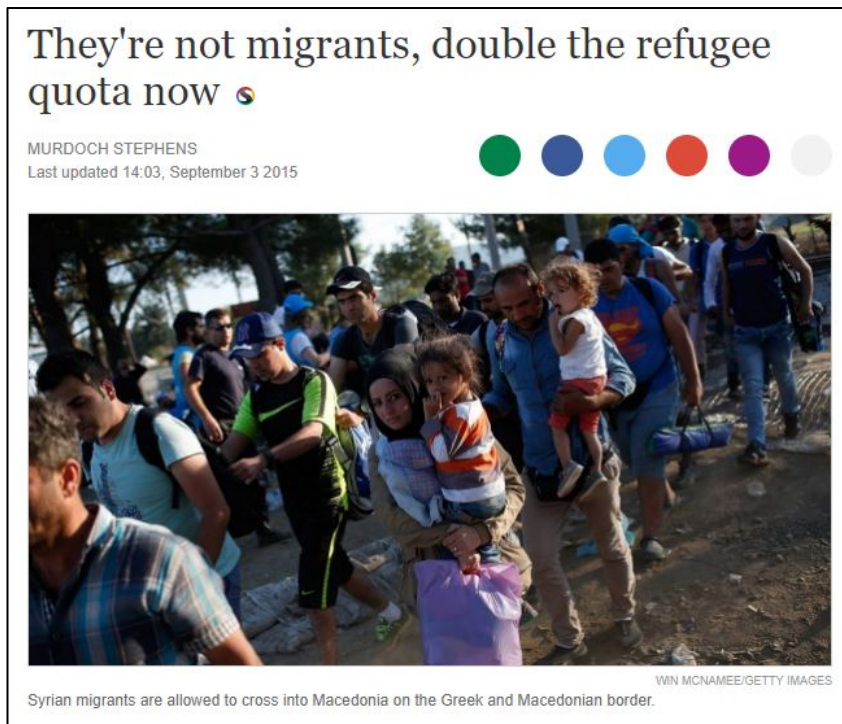 They're not migrants, double the refugee
quota now
MURDOCH STEPHENS
Last updated 14:03, September 3 2015
WIN MCNAMEE/GETTY IMAGES
Syrian migrants are allowed to cross into Macedonia on the Greek and Macedonian border.